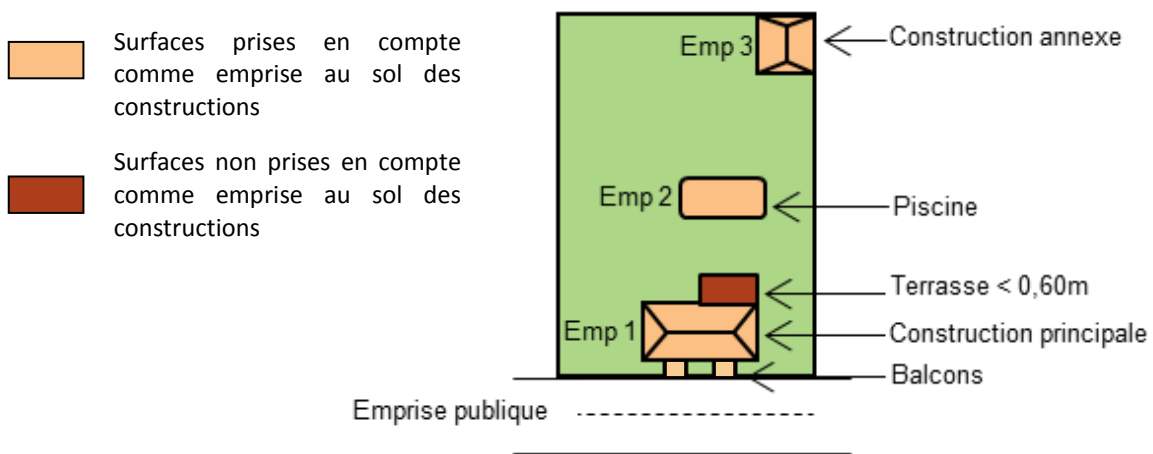 Surfaces prises en compte
comme emprise au sol des
constructions
Surfaces non prises en compte
comme emprise au sol des
constructions
Emp 3
Construction annexe
Emp 2
Piscine
Terrasse < 0,60m
Emp 1
Construction principale
Balcons
Emprise publique